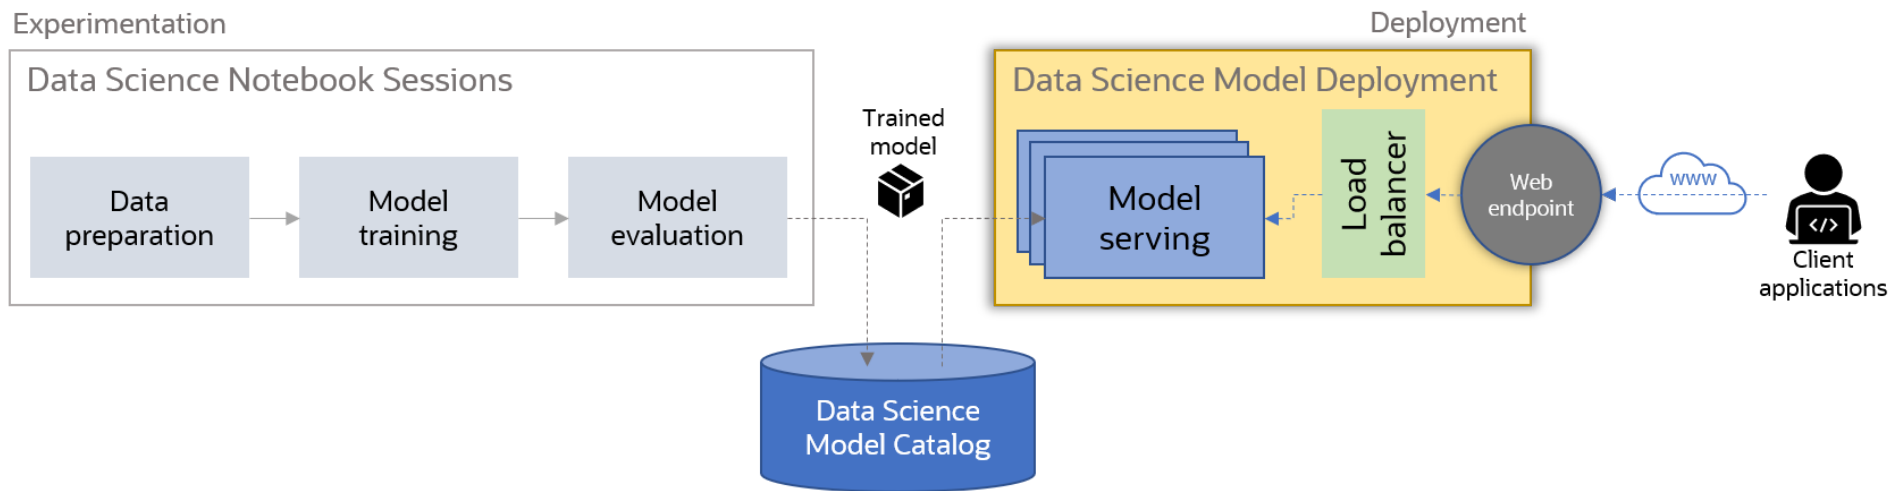 Experimentation
Data Science Notebook Sessions
Data
preparation
Model
training
Model
evaluation
Trained
model
Data Science
Model Catalog
Deployment
Data Science Model Deployment
Model
serving
Load
balancer
Web
endpoint
www
</>
Client
applications